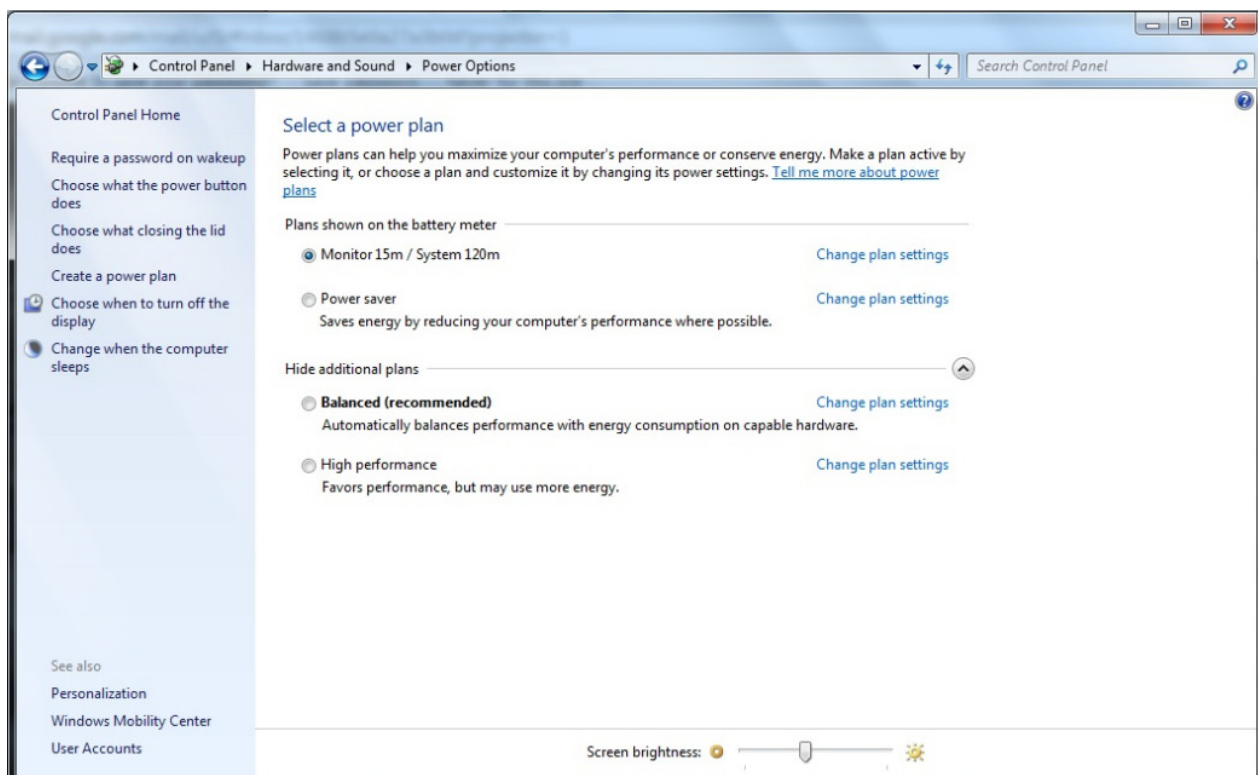 Control Panel ▸ Hardware and Sound ▸ Power Options
Search Control Panel
Control Panel Home
Require a password on wakeup
Choose what the power button
does
Choose what closing the lid
does
Create a power plan
Choose when to turn off the
display
Change when the computer
sleeps
See also
Personalization
Windows Mobility Center
User Accounts
Select a power plan
Power plans can help you maximize your computer's performance or conserve energy. Make a plan active by
selecting it, or choose a plan and customize it by changing its power settings. Tell me more about power
plans
Plans shown on the battery meter
Monitor 15m / System 120m Change plan settings
Power saver Change plan settings
Saves energy by reducing your computer's performance where possible.
Hide additional plans
Balanced (recommended) Change plan settings
Automatically balances performance with energy consumption on capable hardware.
High performance Change plan settings
Favors performance, but may use more energy.
Screen brightness: